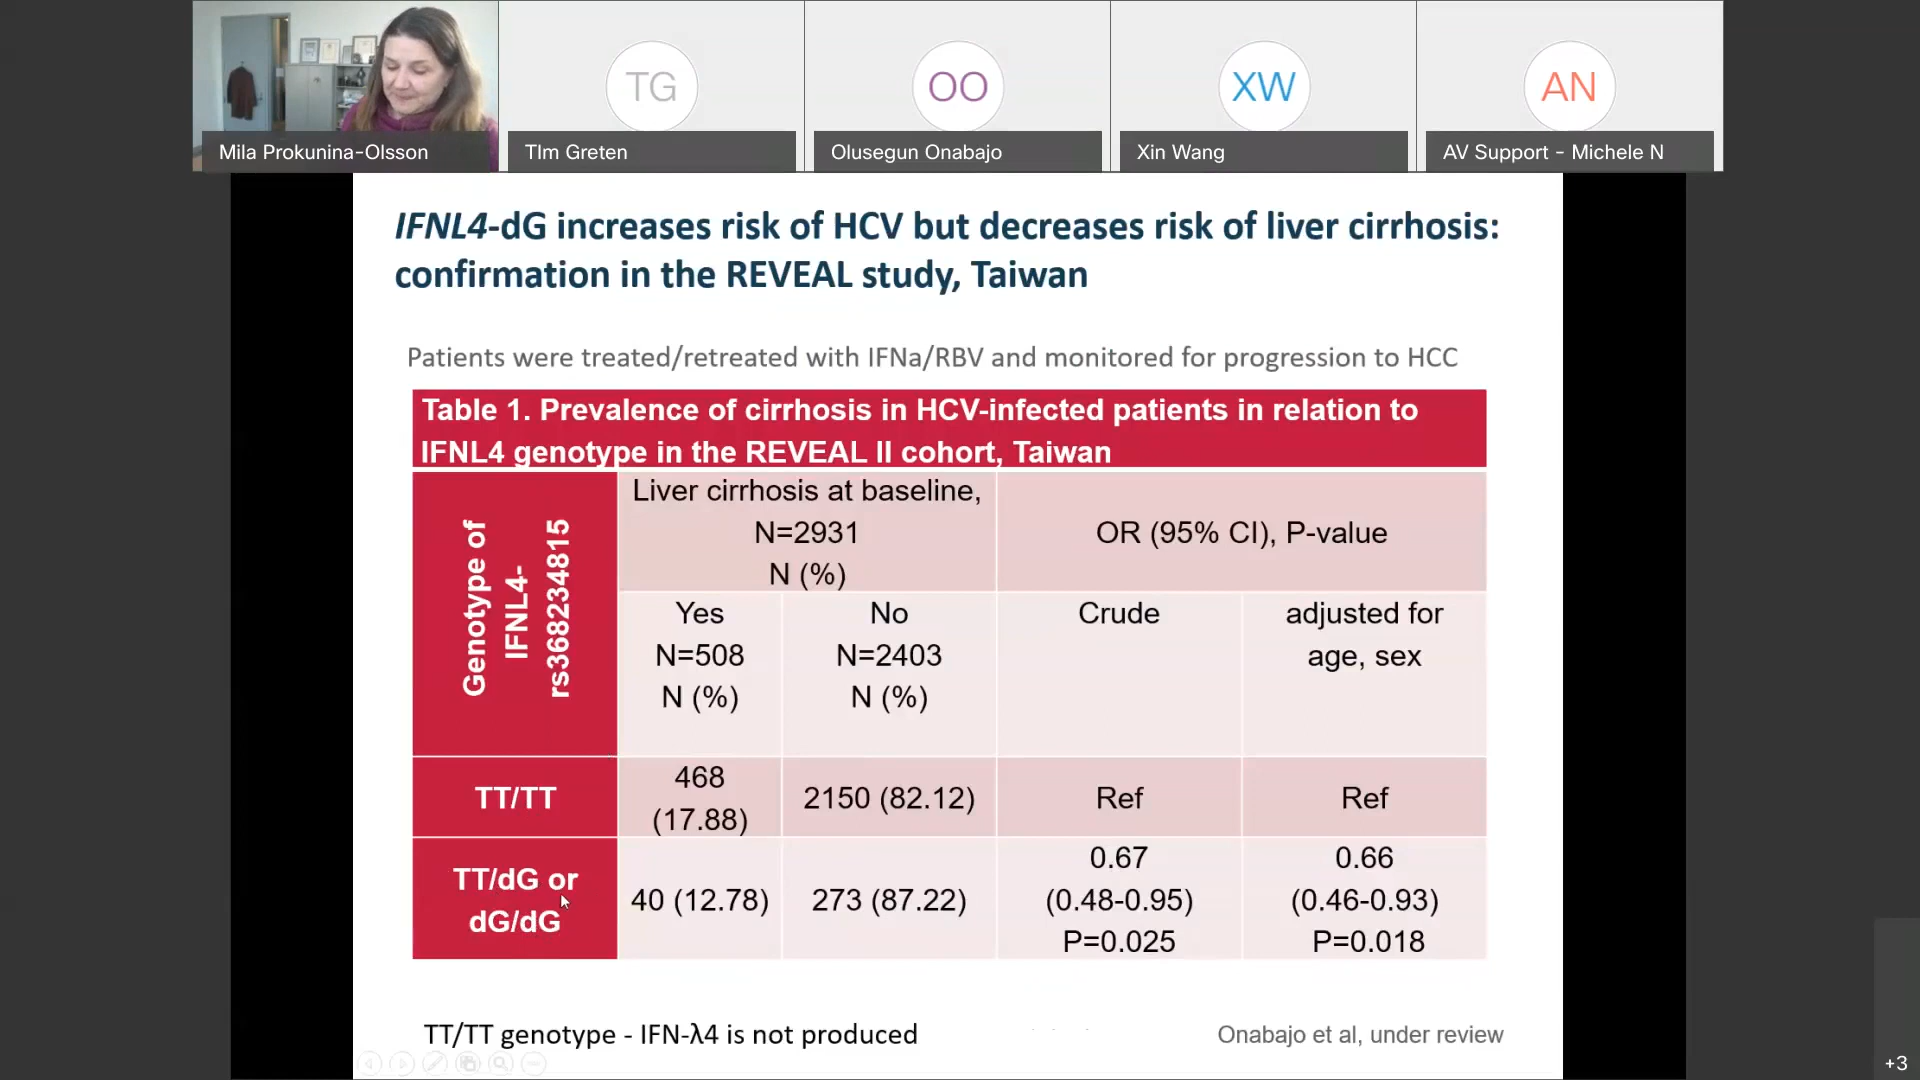 TG
OO
XW
AN
Mila Prokunina-Olsson
TIm Greten
Olusegun Onabajo
Xin Wang
AV Support - Michele N
IFNL4-dG increases risk of HCV but decreases risk of liver cirrhosis:
confirmation in the REVEAL study, Taiwan
Patients were treated/retreated with IFNa/RBV and monitored for progression to HCC
Table 1. Prevalence of cirrhosis in HCV-infected patients in relation to
IFNL4 genotype in the REVEAL II cohort, Taiwan
Genotype of
IFNL4-
rs368234815
Liver cirrhosis at baseline,
N=2931
N (%)
OR (95% CI), P-value
Yes
N=508
N (%)
No
N=2403
N (%)
Crude
adjusted for
age, sex
TT/TT
468
(17.88)
2150 (82.12)
Ref
Ref
TT/dG or
dG/dG
40 (12.78)
273 (87.22)
0.67
(0.48-0.95)
P=0.025
0.66
(0.46-0.93)
P=0.018
TT/TT genotype - IFN-λ4 is not produced
Onabajo et al, under review
+3